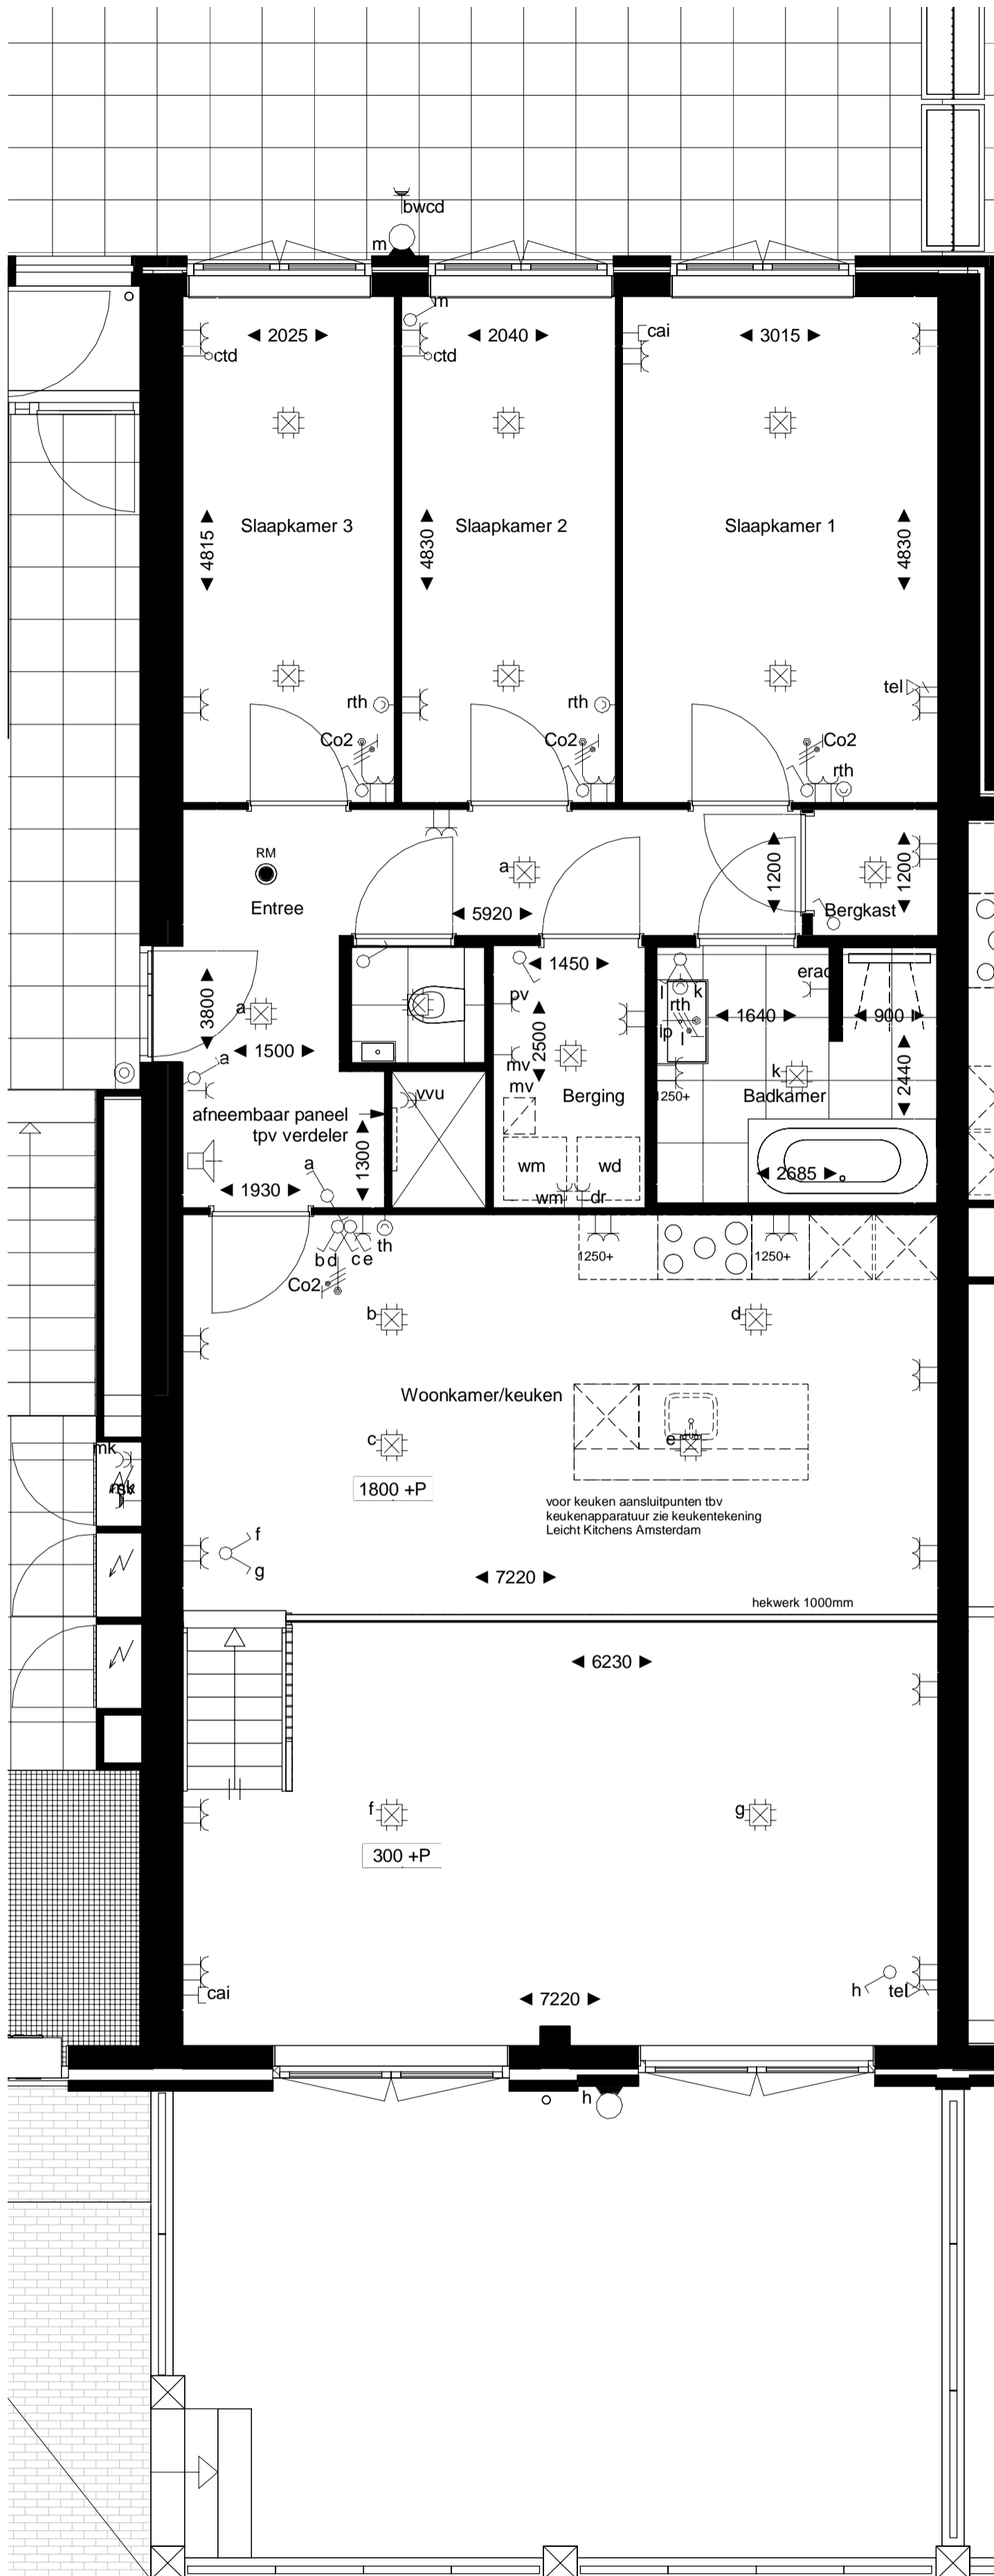 bwcd
m
m
2025
2040
cai
3015
ctd
ctd
Slaapkamer 3
Slaapkamer 2
Slaapkamer 1
4815
4830
4830
tel
rth
rth
Co2
Co2
Co2
rth
RM
a
1200
1200
Entree
5920
Bergkast
1450
erad
l
k
pv
rth
3800
a
2500
ip
l
1640
900
1500
a
mv
mv
k
2440
vvu
Berging
1250+
Badkamer
afneembaar paneel
tpv verdeler
1300
a
wm
wd
2685
1930
wm
dr
th
b d
c e
1250+
1250+
Co2
b
d
Woonkamer/keuken
c
e
mk
1800 +P
voor keuken aansluitpunten tbv
keukenapparatuur zie keukentekening
Leicht Kitchens Amsterdam
f
g
7220
hekwerk 1000mm
6230
f
g
300 +P
cai
h
tel
7220
h